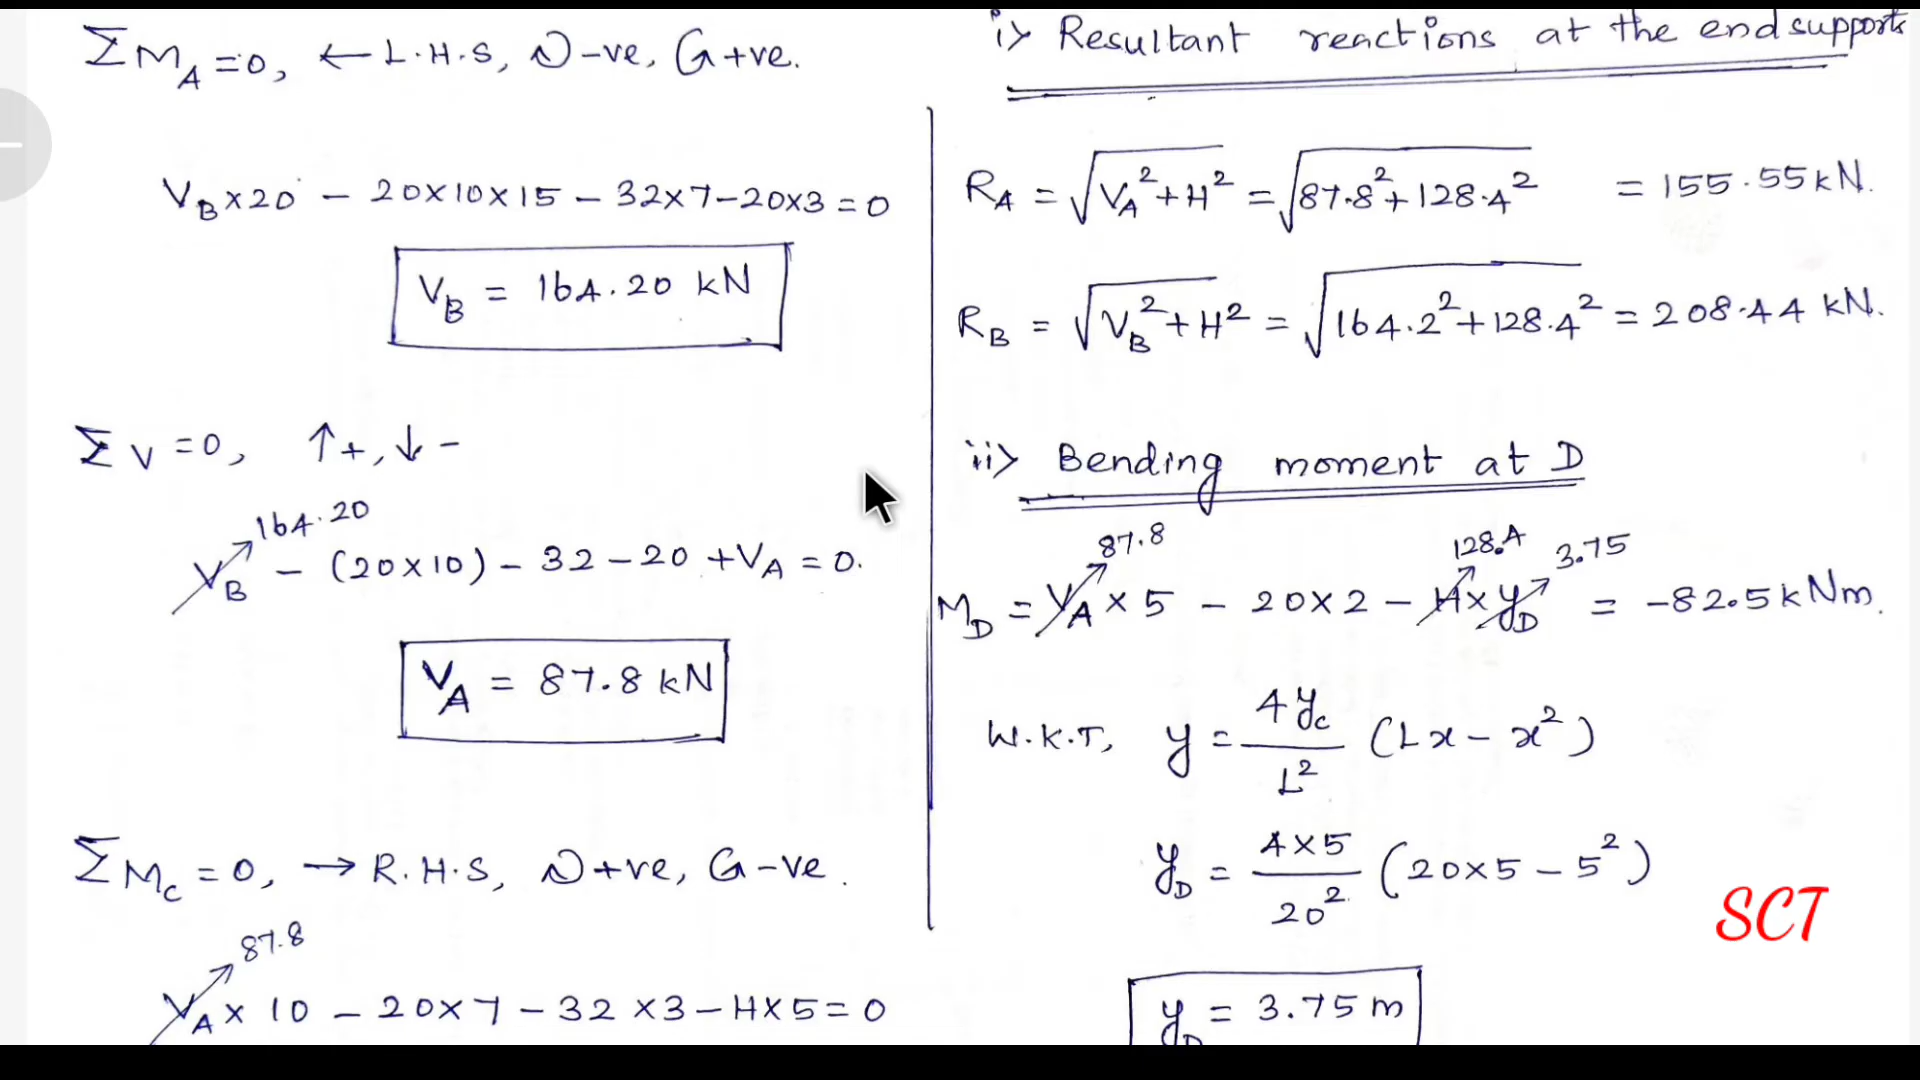 ΣM_A = 0, ← L.H.S, ↻ -ve, ↺ +ve.
V_B × 20 - 20×10×15 - 32×7 - 20×3 = 0
V_B = 164.20 kN
ΣV = 0, ↑+, ↓-
164.20
V_B - (20×10) - 32 - 20 + V_A = 0.
V_A = 87.8 kN
ΣM_C = 0, → R.H.S, ↻ +ve, ↺ -ve.
87.8
V_A × 10 - 20×7 - 32×3 - H×5 = 0
i> Resultant reactions at the end supports
R_A = √(V_A² + H²) = √(87.8² + 128.4²) = 155.55 kN.
R_B = √(V_B² + H²) = √(164.2² + 128.4²) = 208.44 kN.
ii> Bending moment at D
87.8 128.4 3.75
M_D = V_A × 5 - 20×2 - H × y_D = -82.5 kNm.
W.K.T, y = 4y_c / L² (Lx - x²)
y_D = 4×5 / 20² (20×5 - 5²)
SCT
y_D = 3.75 m